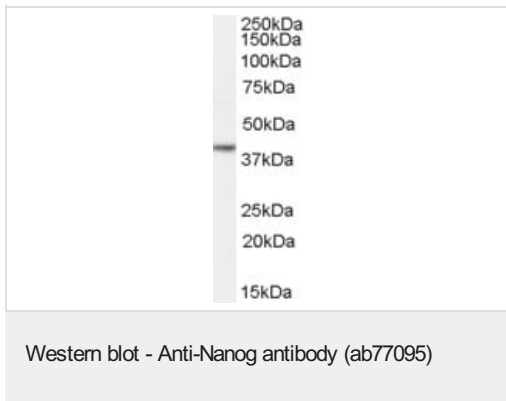 250kDa
150kDa
100kDa
75kDa
50kDa
37kDa
25kDa
20kDa
15kDa
Western blot - Anti-Nanog antibody (ab77095)